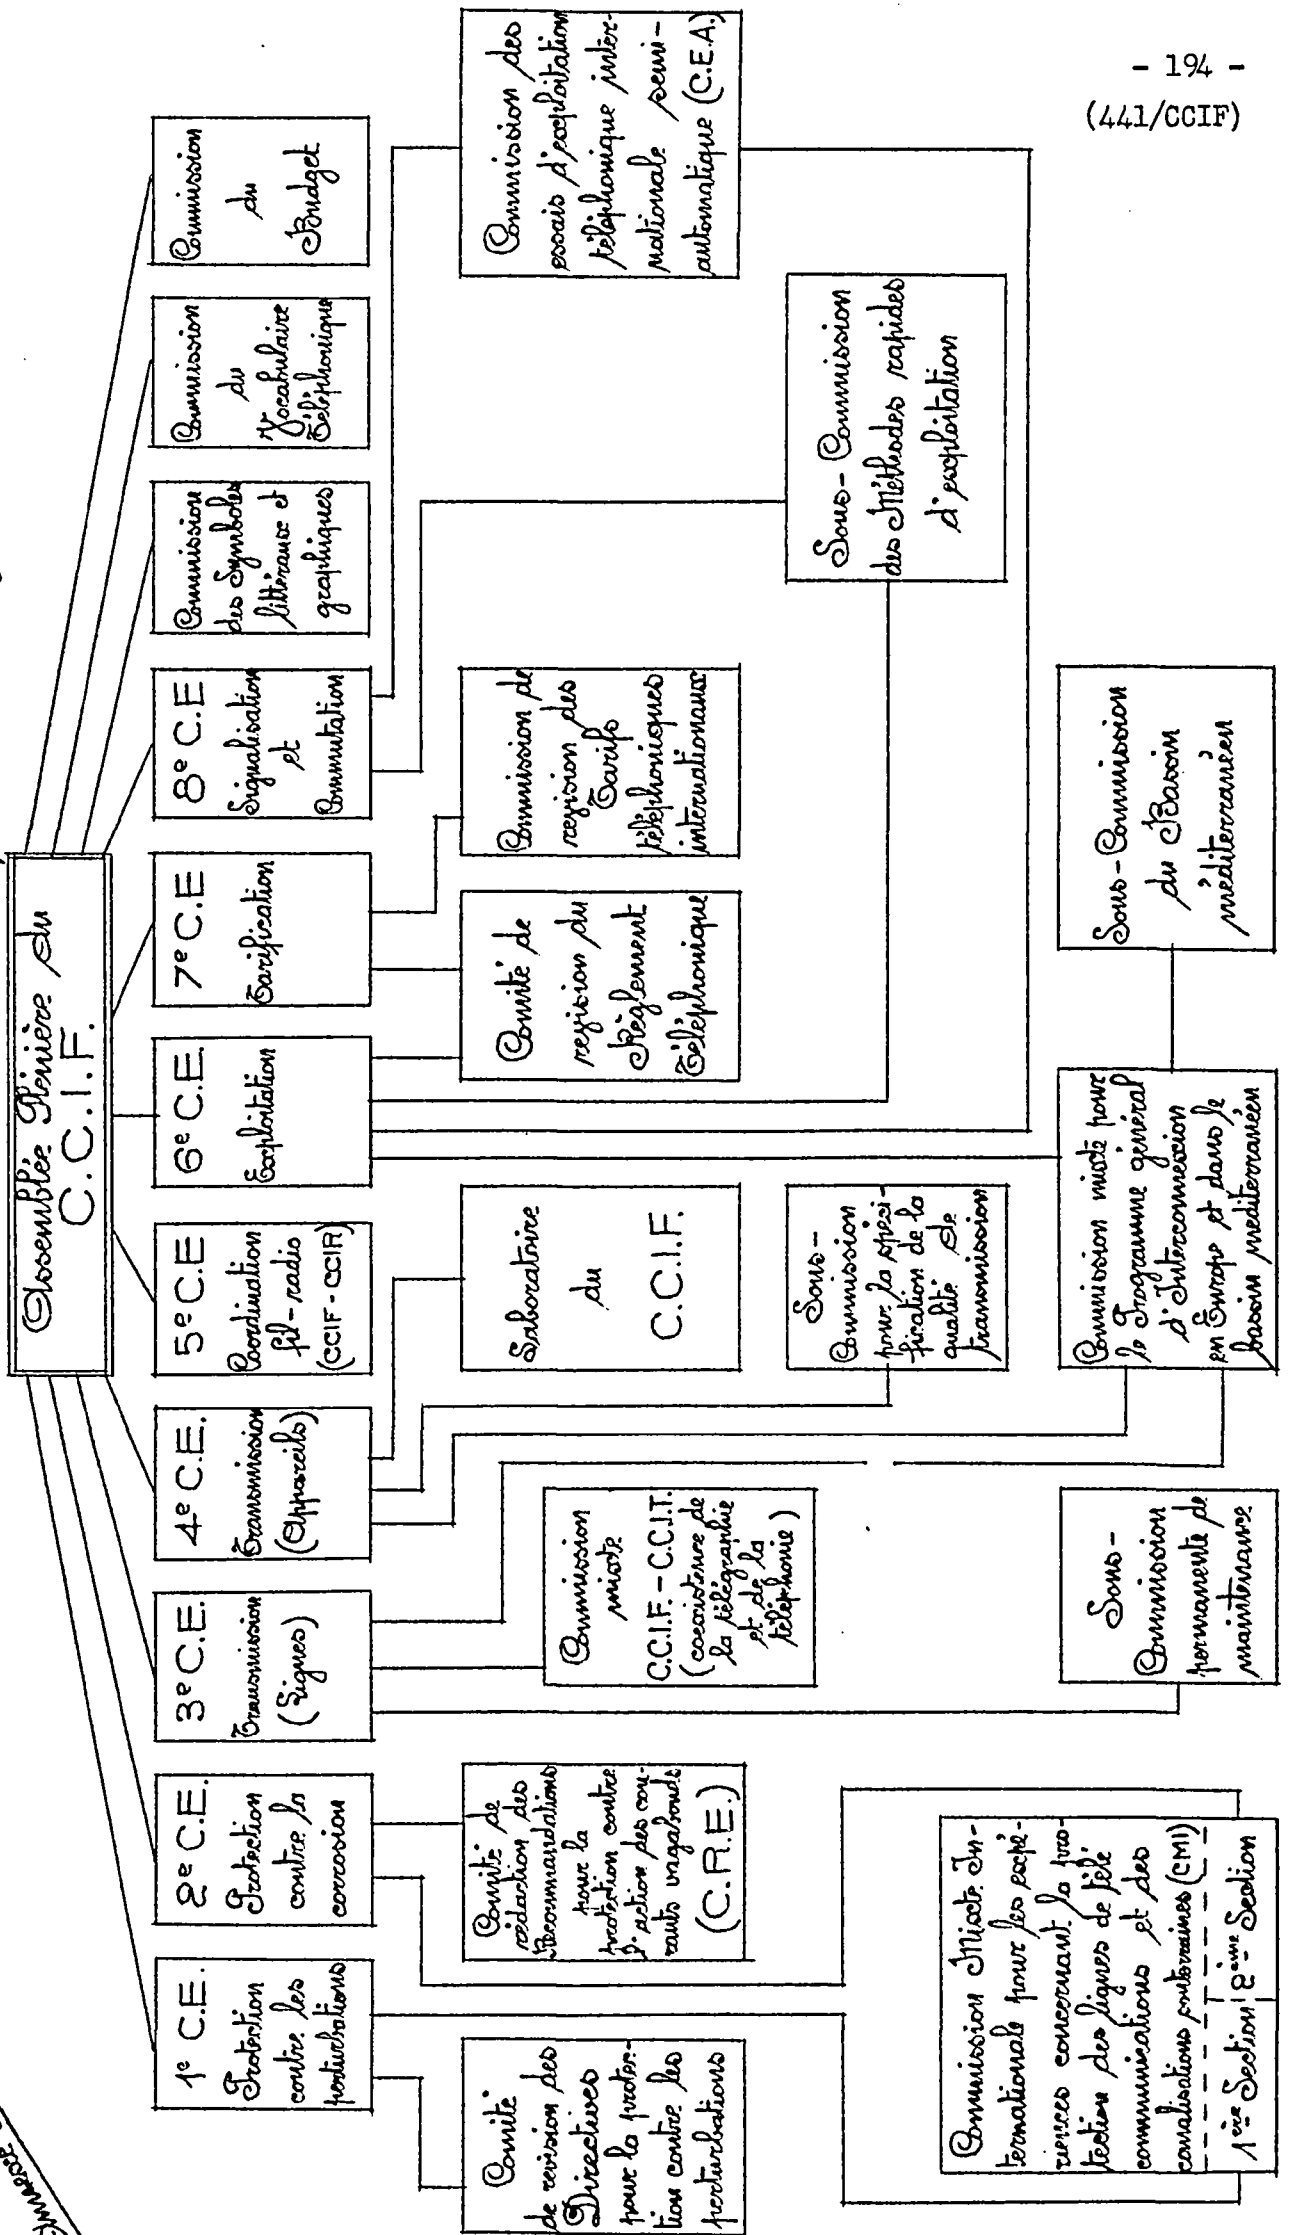 - 194 -
(441/CCIF)
Assemblée Plénière du
C.C.I.F.
1e C.E.
Protection
contre les
perturbations
2e C.E.
Protection
contre la
corrosion
3e C.E.
Transmission
(Lignes)
4e C.E.
Transmission
(Appareils)
5e C.E
Coordination
fil-radio
(CCIF-CCIR)
6e C.E.
Exploitation
7e C.E
Tarification
8e C.E
Signalisation
et
Commutation
Commission
des Symboles
littéraux et
graphiques
Commission
du
Vocabulaire
Téléphonique
Commission
du
Budget
Comité
de revision des
Directives
pour la protec-
tion contre les
perturbations
Comité de
rédaction des
Recommandations
pour la
protection contre
l'action des cou-
rants vagabonds
(C.R.E.)
Commission
mixte
C.C.I.F. - C.C.I.T.
(coexistence de
la télégraphie
et de la
téléphonie)
Laboratoire
du
C.C.I.F.
Comité de
revision du
Règlement
Téléphonique
Commission de
revision des
Tarifs
téléphoniques
internationaux
Commission des
essais d'exploitation
téléphonique inter-
nationale semi-
automatique (C.E.A.)
Sous-
Commission
pour la spéci-
fication de la
qualité de
transmission
Sous-Commission
des Méthodes rapides
d'exploitation
Commission Mixte In-
ternationale pour les expé-
riences concernant la pro-
tection des lignes de télé
communications et des
canalisations souterraines (CMI)
1ère Section
2ème Section
Sous-
Commission
permanente de
maintenance
Commission mixte pour
le Programme général
d'Interconnexion
en Europe et dans le
bassin méditerranéen
Sous-Commission
du Bassin
méditerranéen